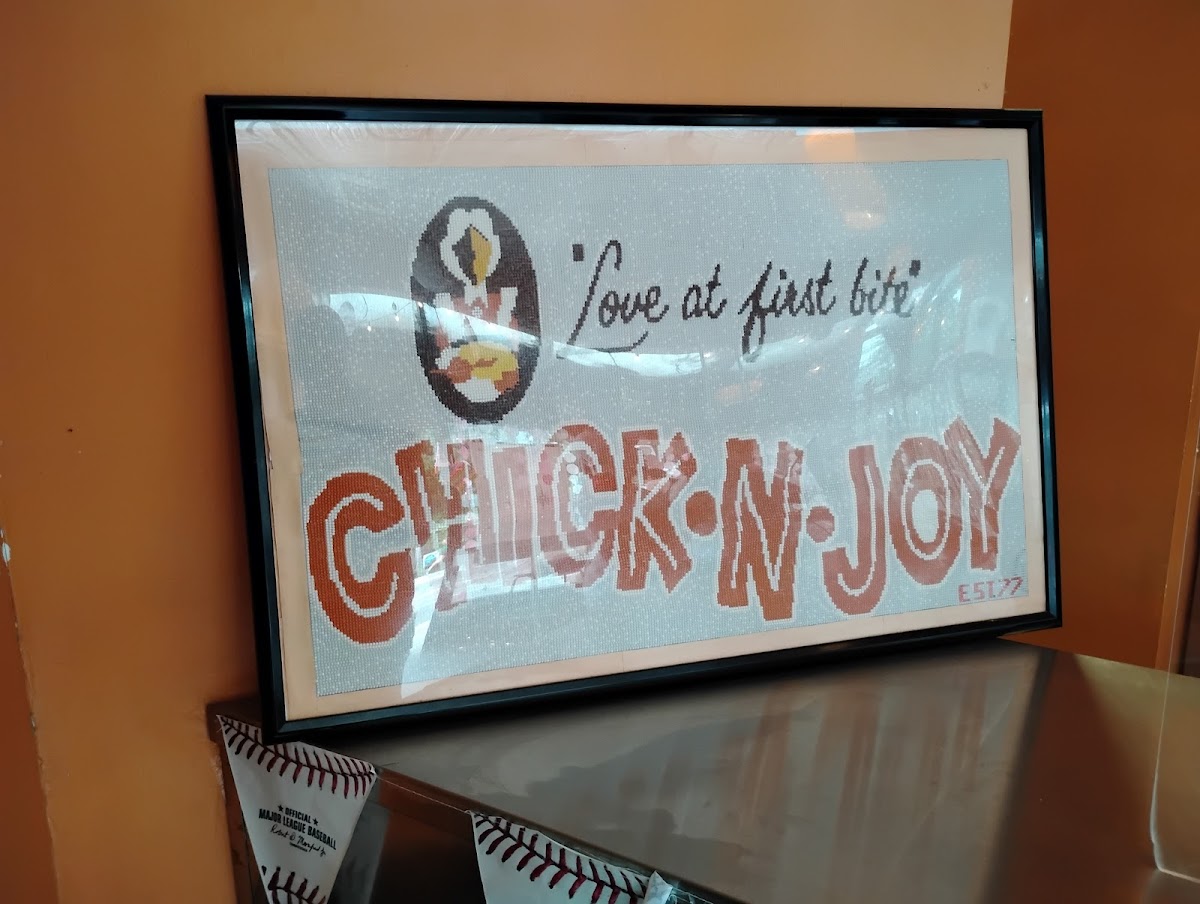 "Love at first bite"
CHICK·N·JOY
EST.77
★ OFFICIAL ★
MAJOR LEAGUE BASEBALL